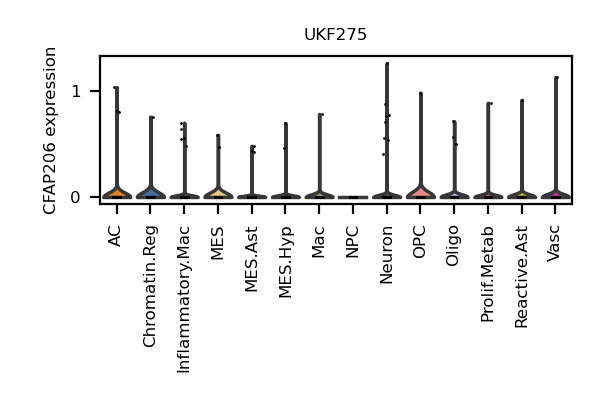 UKF275
CFAP206 expression
1
0
AC
Chromatin.Reg
Inflammatory.Mac
MES
MES.Ast
MES.Hyp
Mac
NPC
Neuron
OPC
Oligo
Prolif.Metab
Reactive.Ast
Vasc